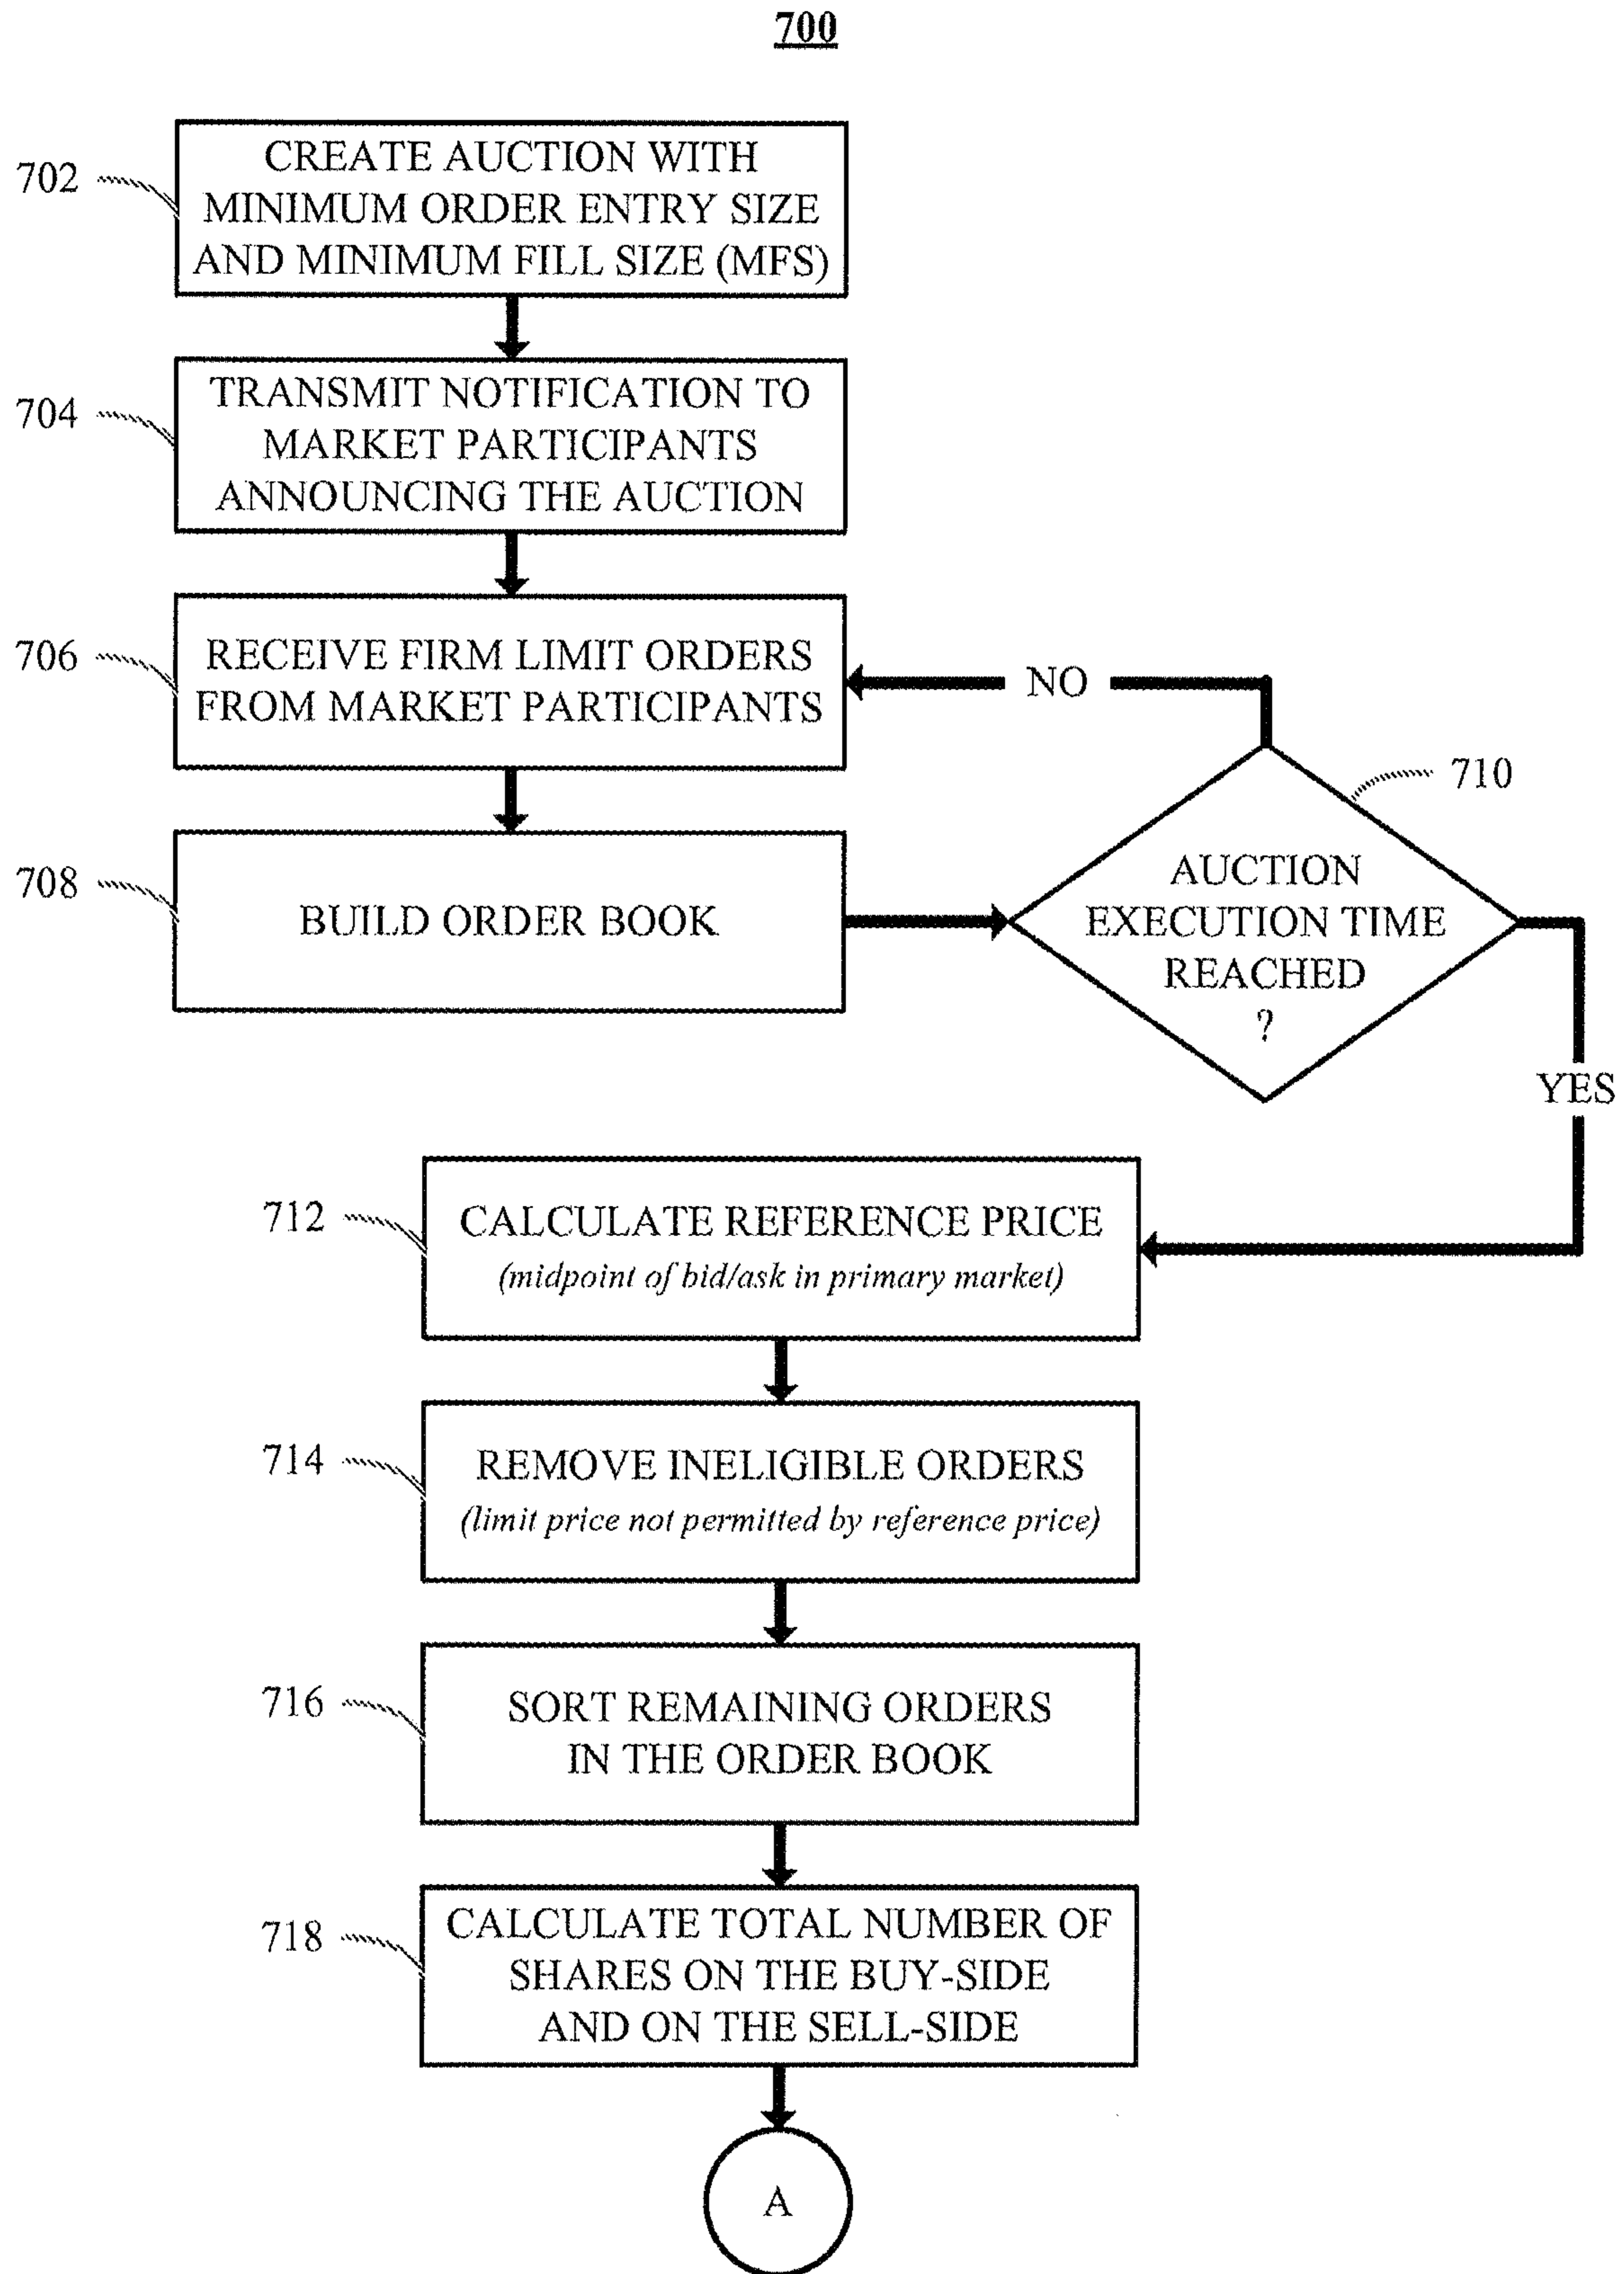 700
702
CREATE AUCTION WITH
MINIMUM ORDER ENTRY SIZE
AND MINIMUM FILL SIZE (MFS)
704
TRANSMIT NOTIFICATION TO
MARKET PARTICIPANTS
ANNOUNCING THE AUCTION
706
RECEIVE FIRM LIMIT ORDERS
FROM MARKET PARTICIPANTS
NO
708
BUILD ORDER BOOK
710
AUCTION
EXECUTION TIME
REACHED
?
YES
712
CALCULATE REFERENCE PRICE
(midpoint of bid/ask in primary market)
714
REMOVE INELIGIBLE ORDERS
(limit price not permitted by reference price)
716
SORT REMAINING ORDERS
IN THE ORDER BOOK
718
CALCULATE TOTAL NUMBER OF
SHARES ON THE BUY-SIDE
AND ON THE SELL-SIDE
A